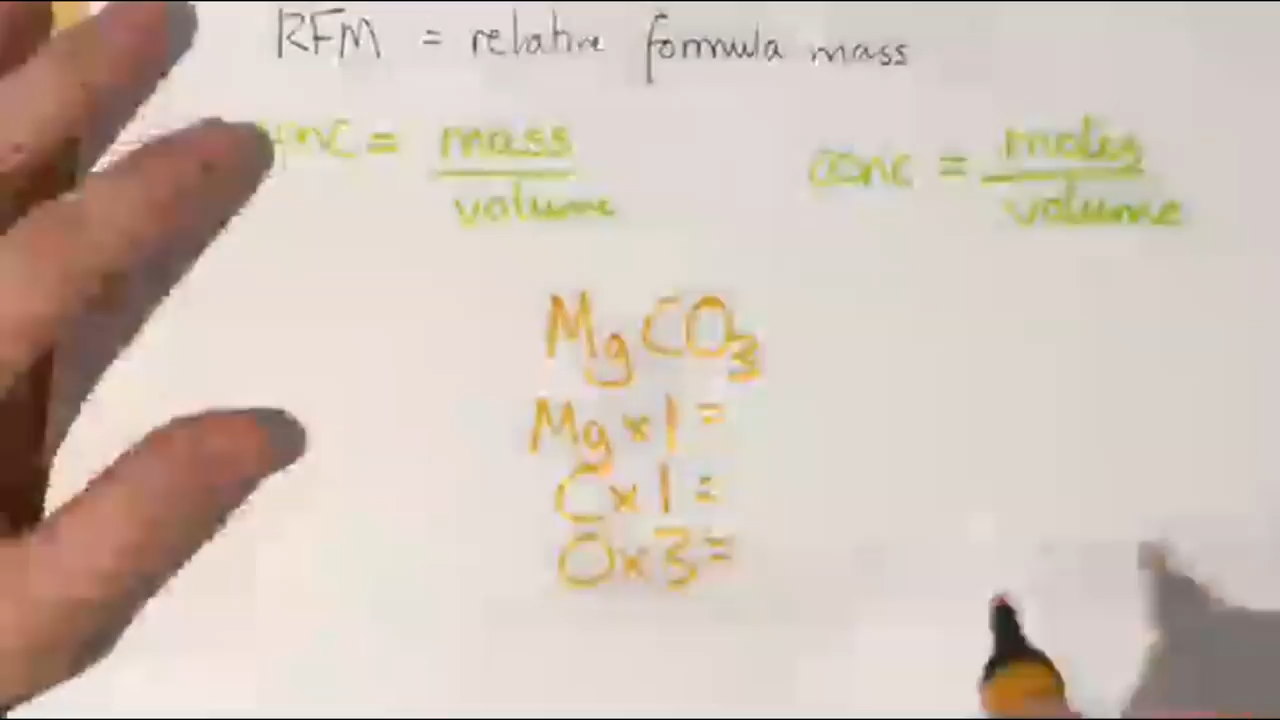 RFM = relative formula mass
conc = mass / volume
conc = moles / volume
MgCO₃
Mg × 1 =
C × 1 =
O × 3 =